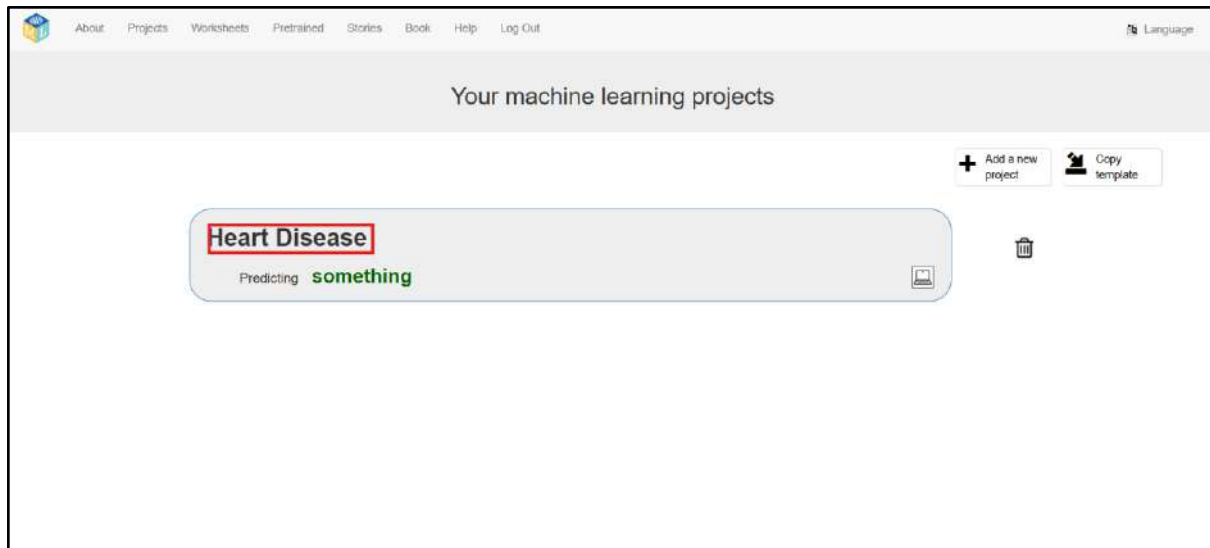 About Projects Worksheets Pretrained Stories Book Help Log Out Language
Your machine learning projects
Add a new project
Copy template
Heart Disease
Predicting something